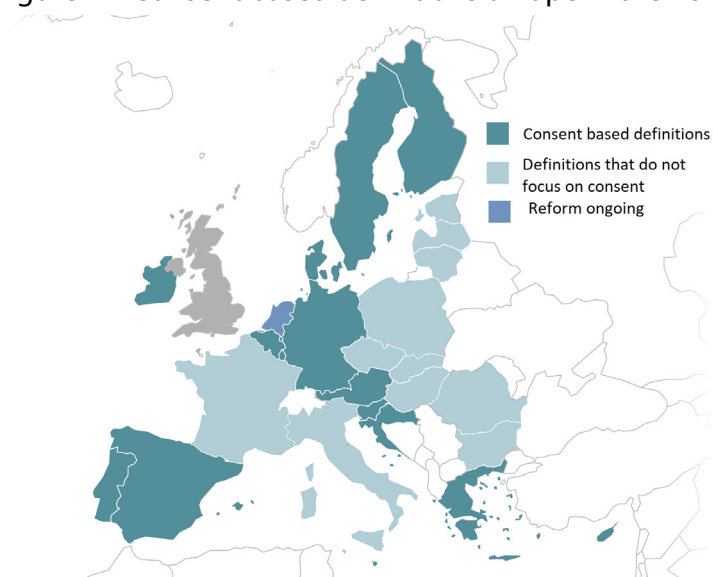 Consent based definitions
Definitions that do not
focus on consent
Reform ongoing